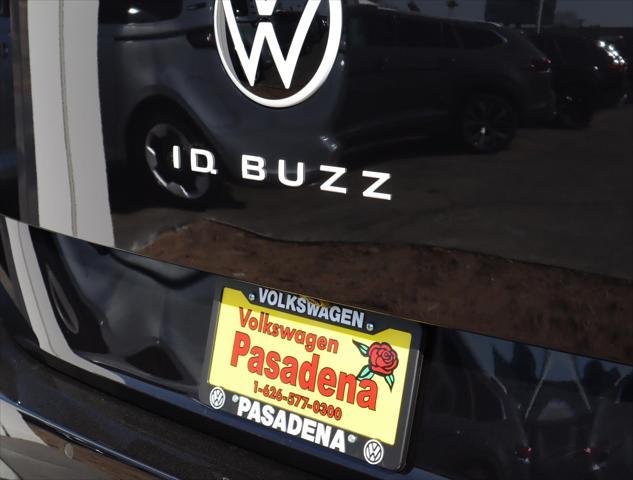 ID. BUZZ
VOLKSWAGEN
Volkswagen
Pasadena
1-626-577-0300
PASADENA